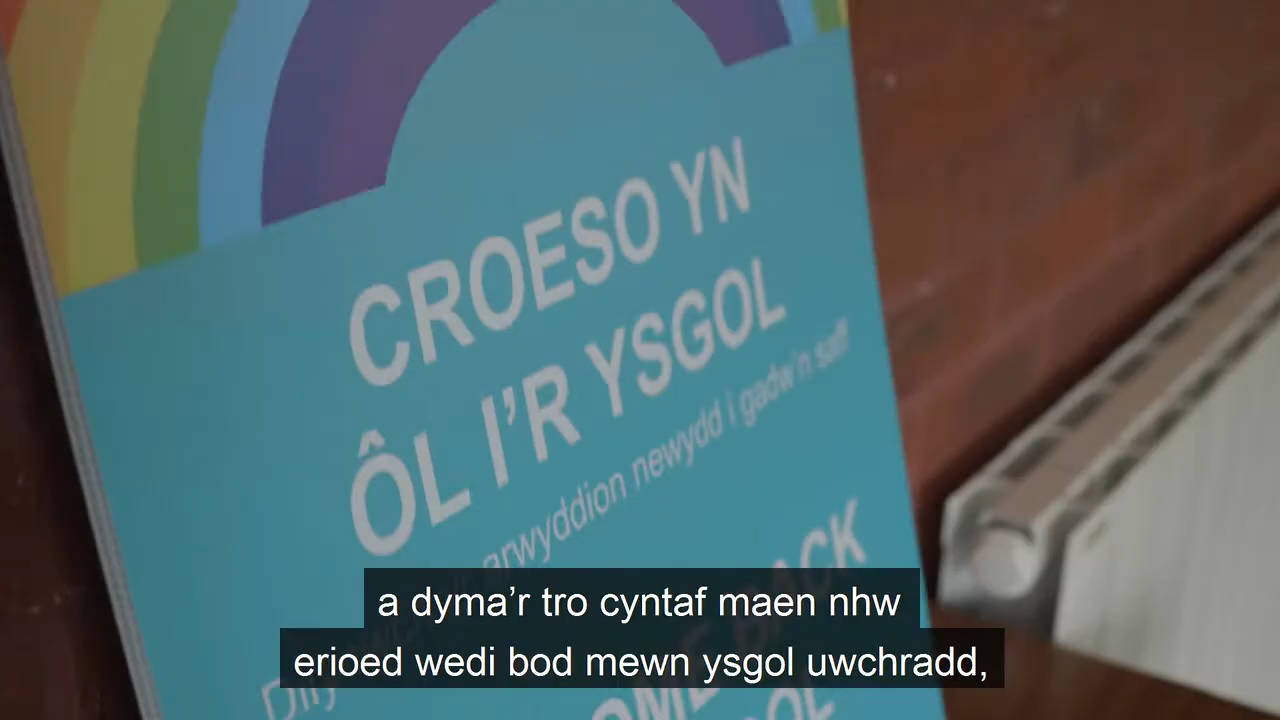 CROESO YN
ÔL I’R YSGOL
arwyddion newydd i gadw'n saff
BACK
a dyma’r tro cyntaf maen nhw
erioed wedi bod mewn ysgol uwchradd,